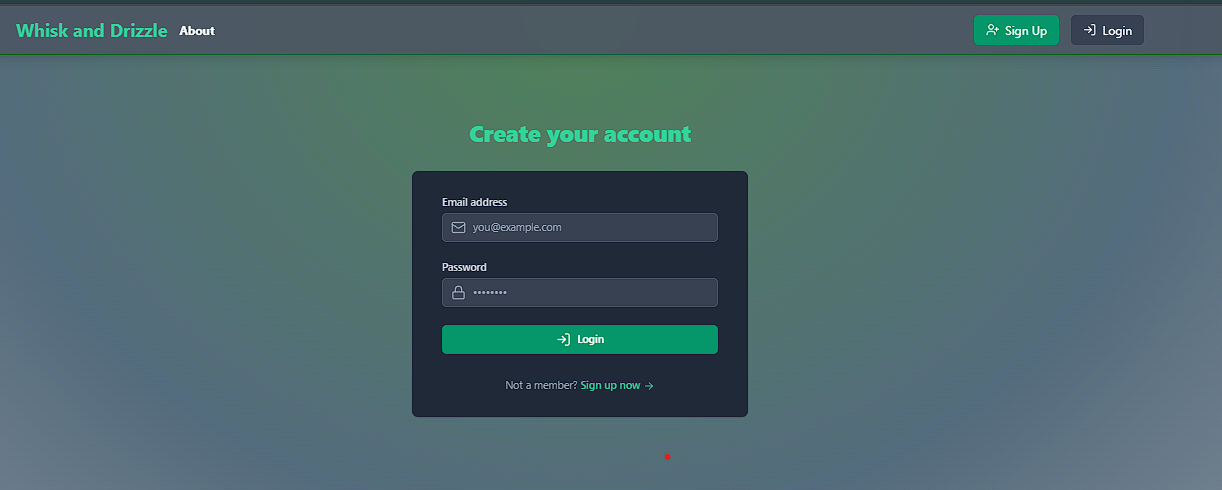 Whisk and Drizzle About Sign Up Login
Create your account
Email address
you@example.com
Password
••••••••
Login
Not a member? Sign up now →